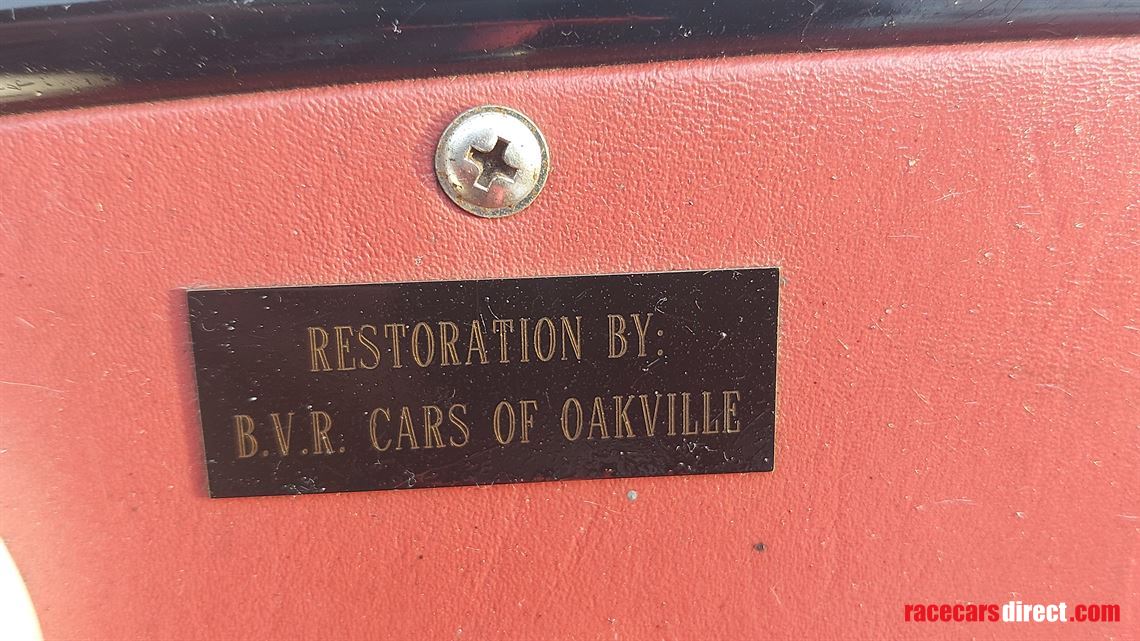 RESTORATION BY:
B.V.R. CARS OF OAKVILLE
racecarsdirect.com